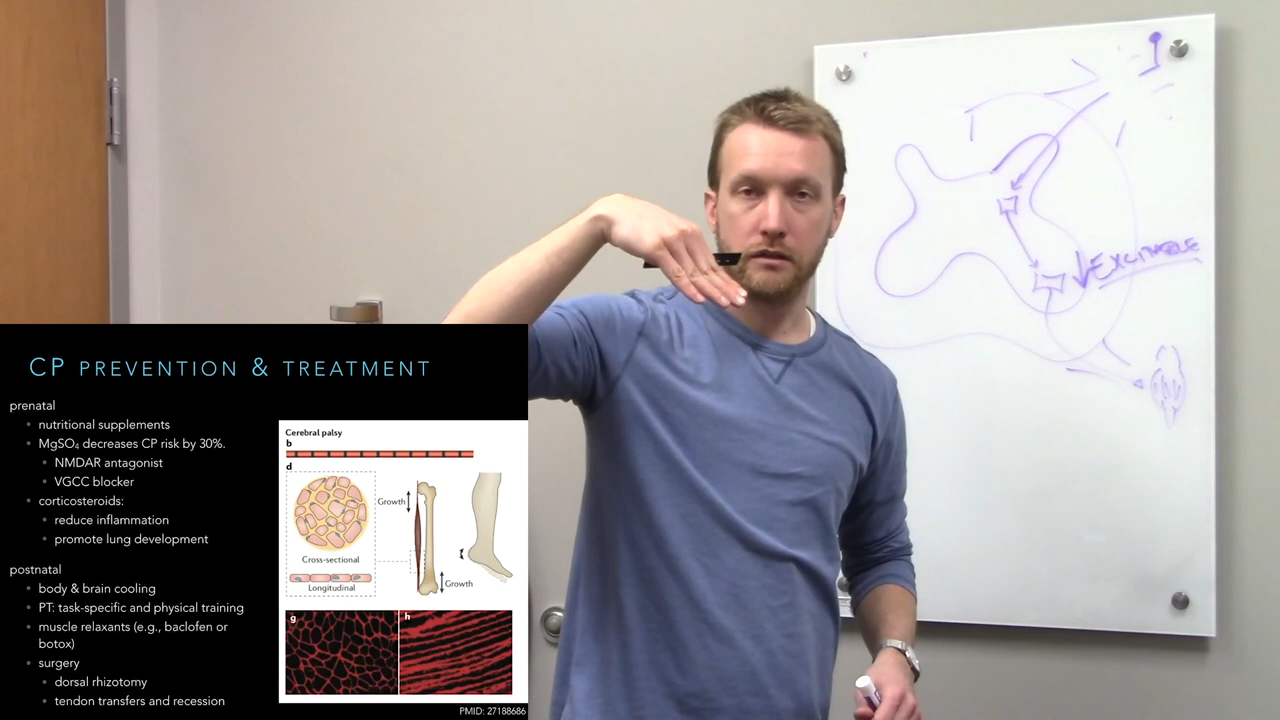 CP PREVENTION & TREATMENT
prenatal
nutritional supplements
MgSO₄ decreases CP risk by 30%.
NMDAR antagonist
VGCC blocker
corticosteroids:
reduce inflammation
promote lung development
postnatal
body & brain cooling
PT: task-specific and physical training
muscle relaxants (e.g., baclofen or
botox)
surgery
dorsal rhizotomy
tendon transfers and recession
Cerebral palsy
b
d
Growth
Cross-sectional
Longitudinal
Growth
g
h
PMID: 27188686
↓EXCITABLE